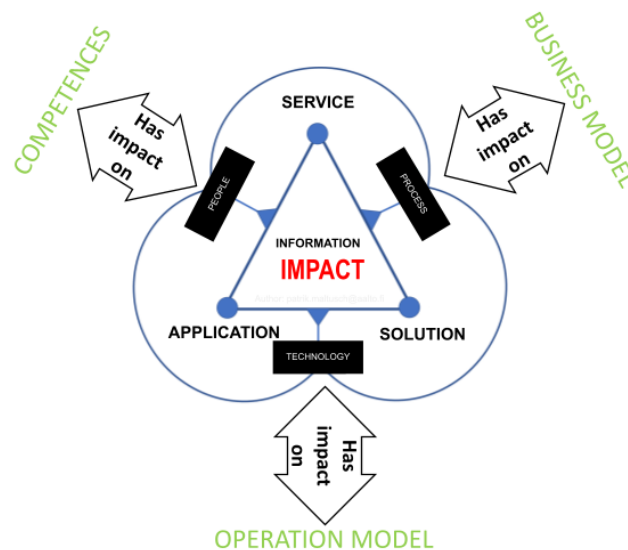 COMPETENCES
BUSINESS MODEL
Has
impact
on
Has
impact
on
SERVICE
PEOPLE
PROCESS
INFORMATION
IMPACT
APPLICATION
SOLUTION
TECHNOLOGY
Has
impact
on
OPERATION MODEL